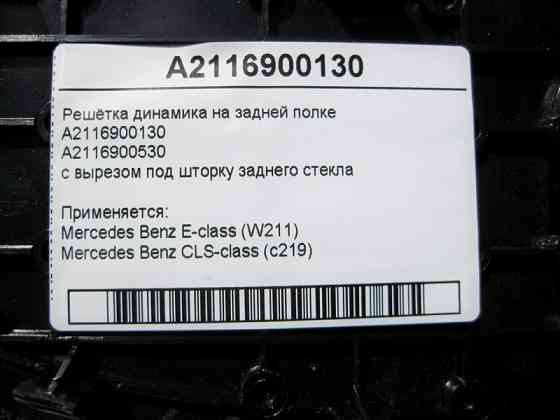 A2116900130
Решётка динамика на задней полке
A2116900130
A2116900530
с вырезом под шторку заднего стекла
Применяется:
Mercedes Benz E-class (W211)
Mercedes Benz CLS-class (c219)